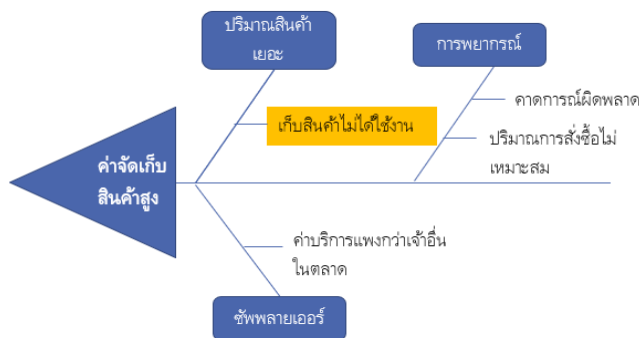 ปริมาณสินค้า
เยอะ
การพยากรณ์
คาดการณ์ผิดพลาด
เก็บสินค้าไม่ได้ใช้งาน
ปริมาณการสั่งซื้อไม่
เหมาะสม
ค่าจัดเก็บ
สินค้าสูง
ค่าบริการแพงกว่าเจ้าอื่น
ในตลาด
ซัพพลายเออร์